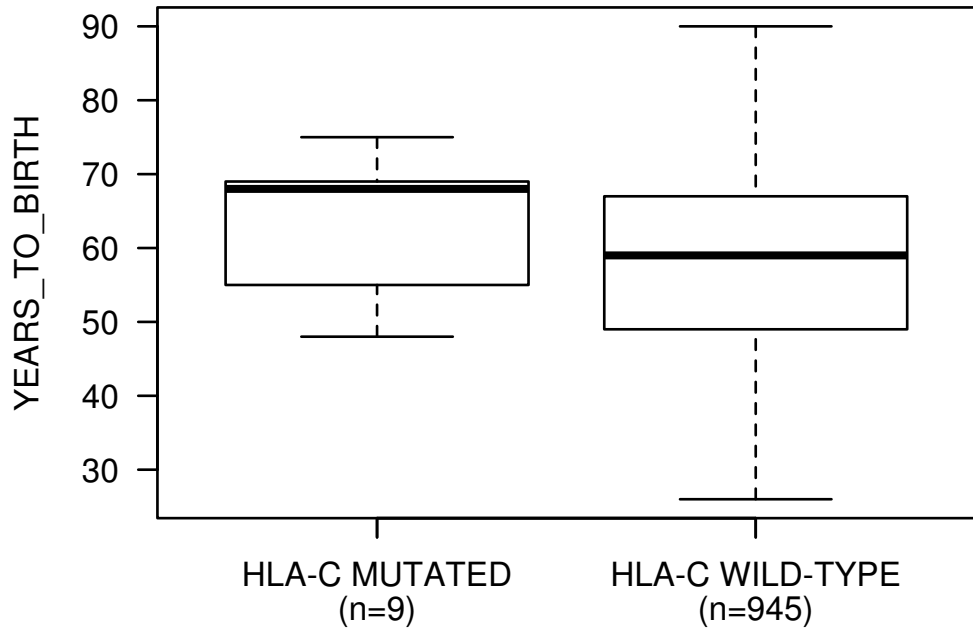 YEARS_TO_BIRTH
90
80
70
60
50
40
30
HLA-C MUTATED
(n=9)
HLA-C WILD-TYPE
(n=945)